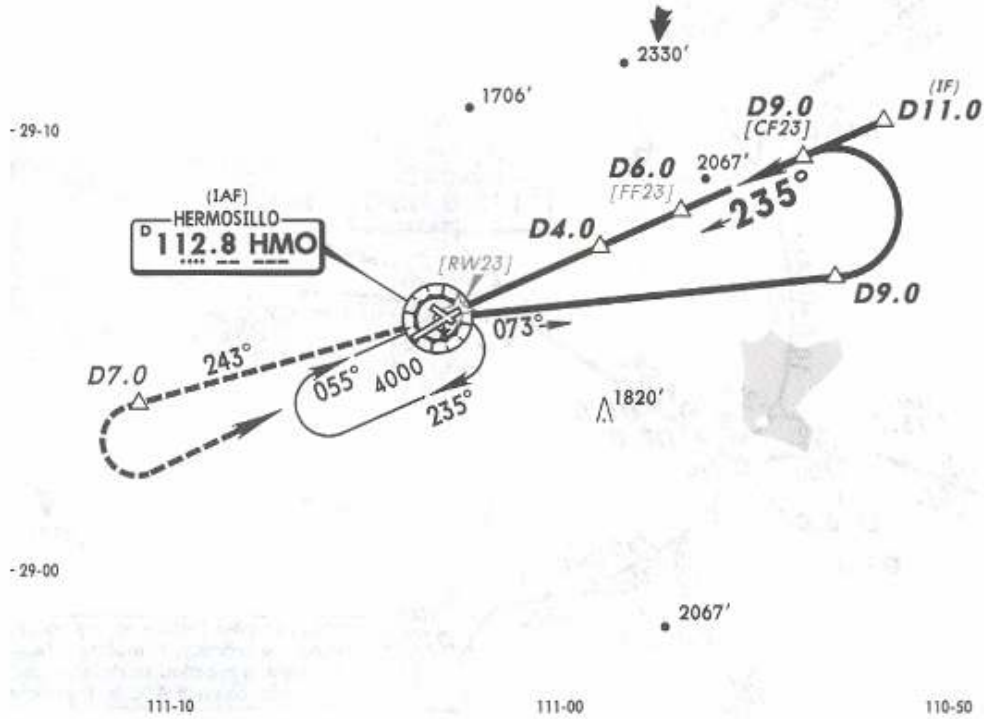 2330'
1706'
(IF)
D9.0 D11.0
[CF23]
- 29-10
2067'
D6.0
[FF23]
235°
(IAF)
HERMOSILLO
D 112.8 HMO
D4.0
[RW23]
D9.0
073°
243°
D7.0
055° 4000
235°
1820'
- 29-00
2067'
111-10 111-00 110-50